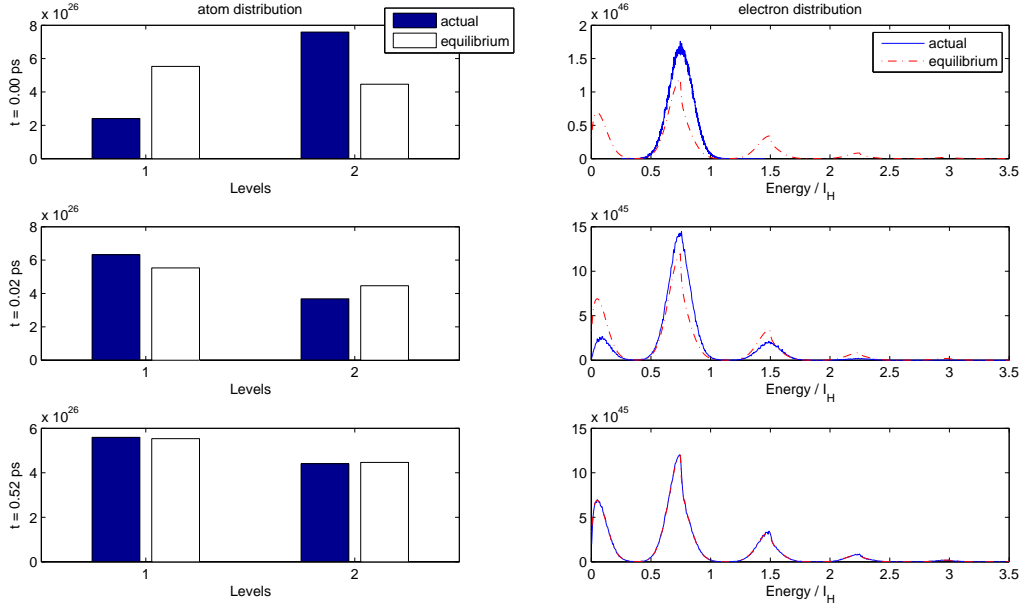 atom distribution
x 10^26
8
6
4
2
0
t = 0.00 ps
1
2
Levels
actual
equilibrium
electron distribution
x 10^46
2
1.5
1
0.5
0
0
0.5
1
1.5
2
2.5
3
3.5
Energy / I_H
actual
equilibrium
x 10^26
8
6
4
2
0
t = 0.02 ps
1
2
Levels
x 10^45
15
10
5
0
0
0.5
1
1.5
2
2.5
3
3.5
Energy / I_H
x 10^26
6
4
2
0
t = 0.52 ps
1
2
Levels
x 10^45
15
10
5
0
0
0.5
1
1.5
2
2.5
3
3.5
Energy / I_H